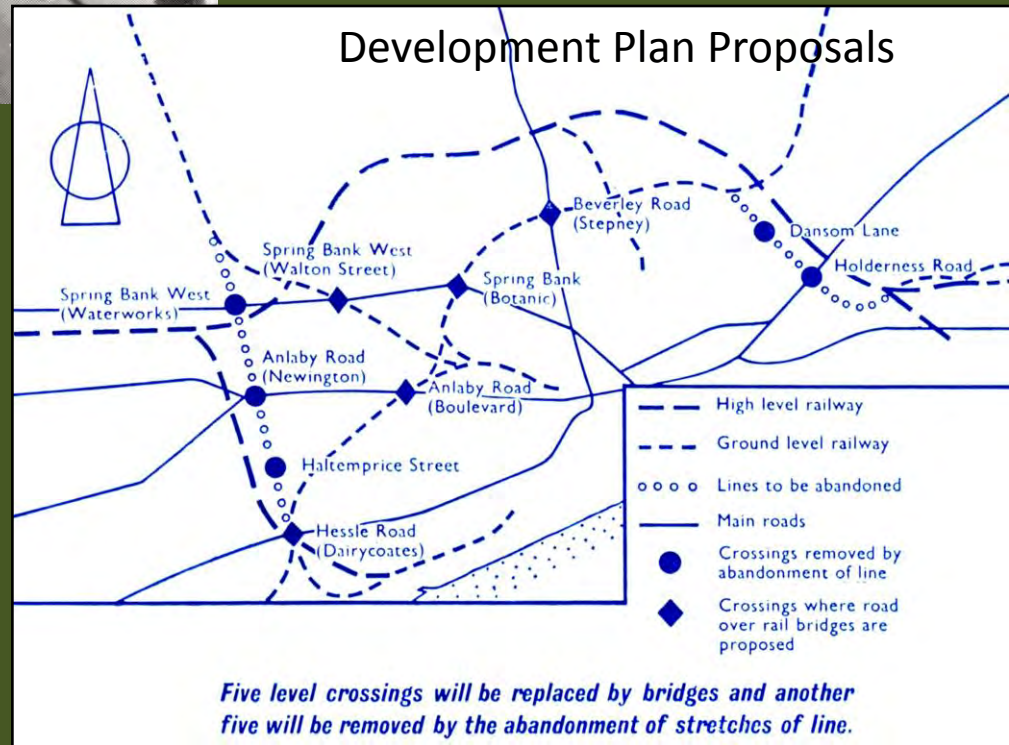 Development Plan Proposals
Beverley Road
(Stepney)
Dansom Lane
Spring Bank West
(Walton Street)
Holderness Road
Spring Bank
(Botanic)
Spring Bank West
(Waterworks)
Anlaby Road
(Newington)
Anlaby Road
(Boulevard)
Haltemprice Street
Hessle Road
(Dairycoates)
High level railway
Ground level railway
Lines to be abandoned
Main roads
Crossings removed by
abandonment of line
Crossings where road
over rail bridges are
proposed
Five level crossings will be replaced by bridges and another
five will be removed by the abandonment of stretches of line.